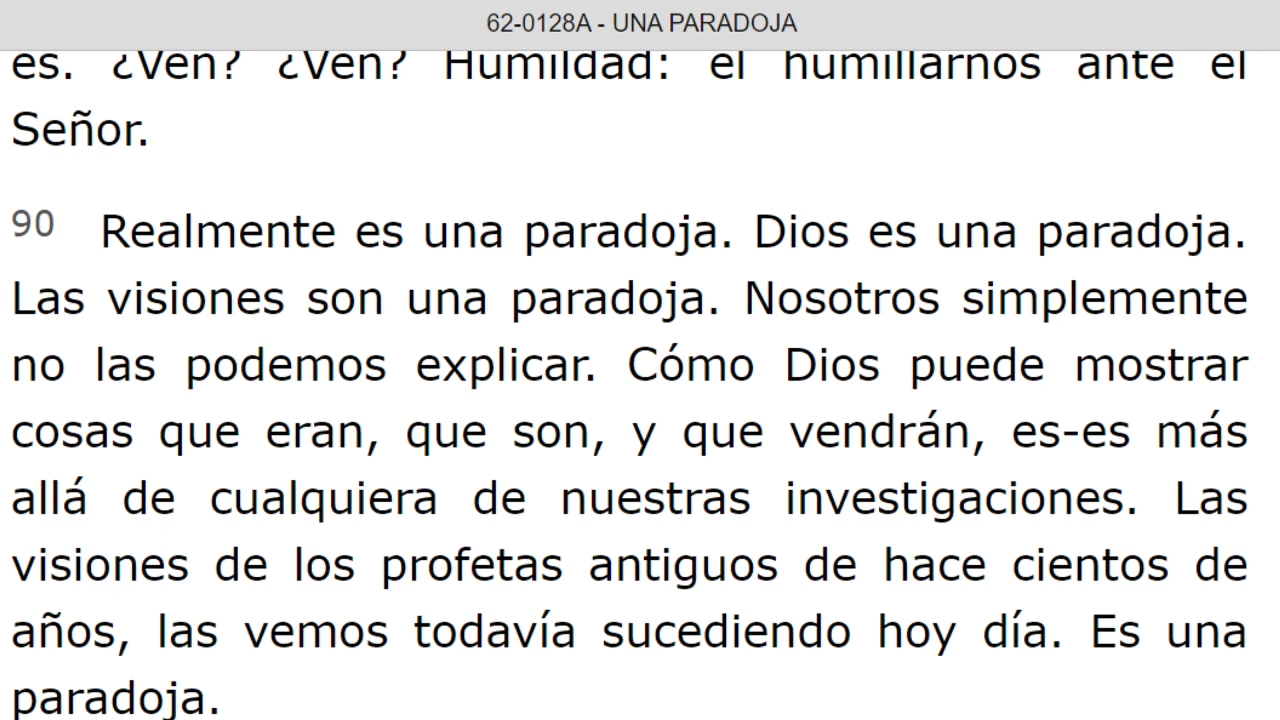 62-0128A - UNA PARADOJA
es. ¿Ven? ¿Ven? Humildad: el humillarnos ante el
Señor.
90 Realmente es una paradoja. Dios es una paradoja.
Las visiones son una paradoja. Nosotros simplemente
no las podemos explicar. Cómo Dios puede mostrar
cosas que eran, que son, y que vendrán, es-es más
allá de cualquiera de nuestras investigaciones. Las
visiones de los profetas antiguos de hace cientos de
años, las vemos todavía sucediendo hoy día. Es una
paradoja.